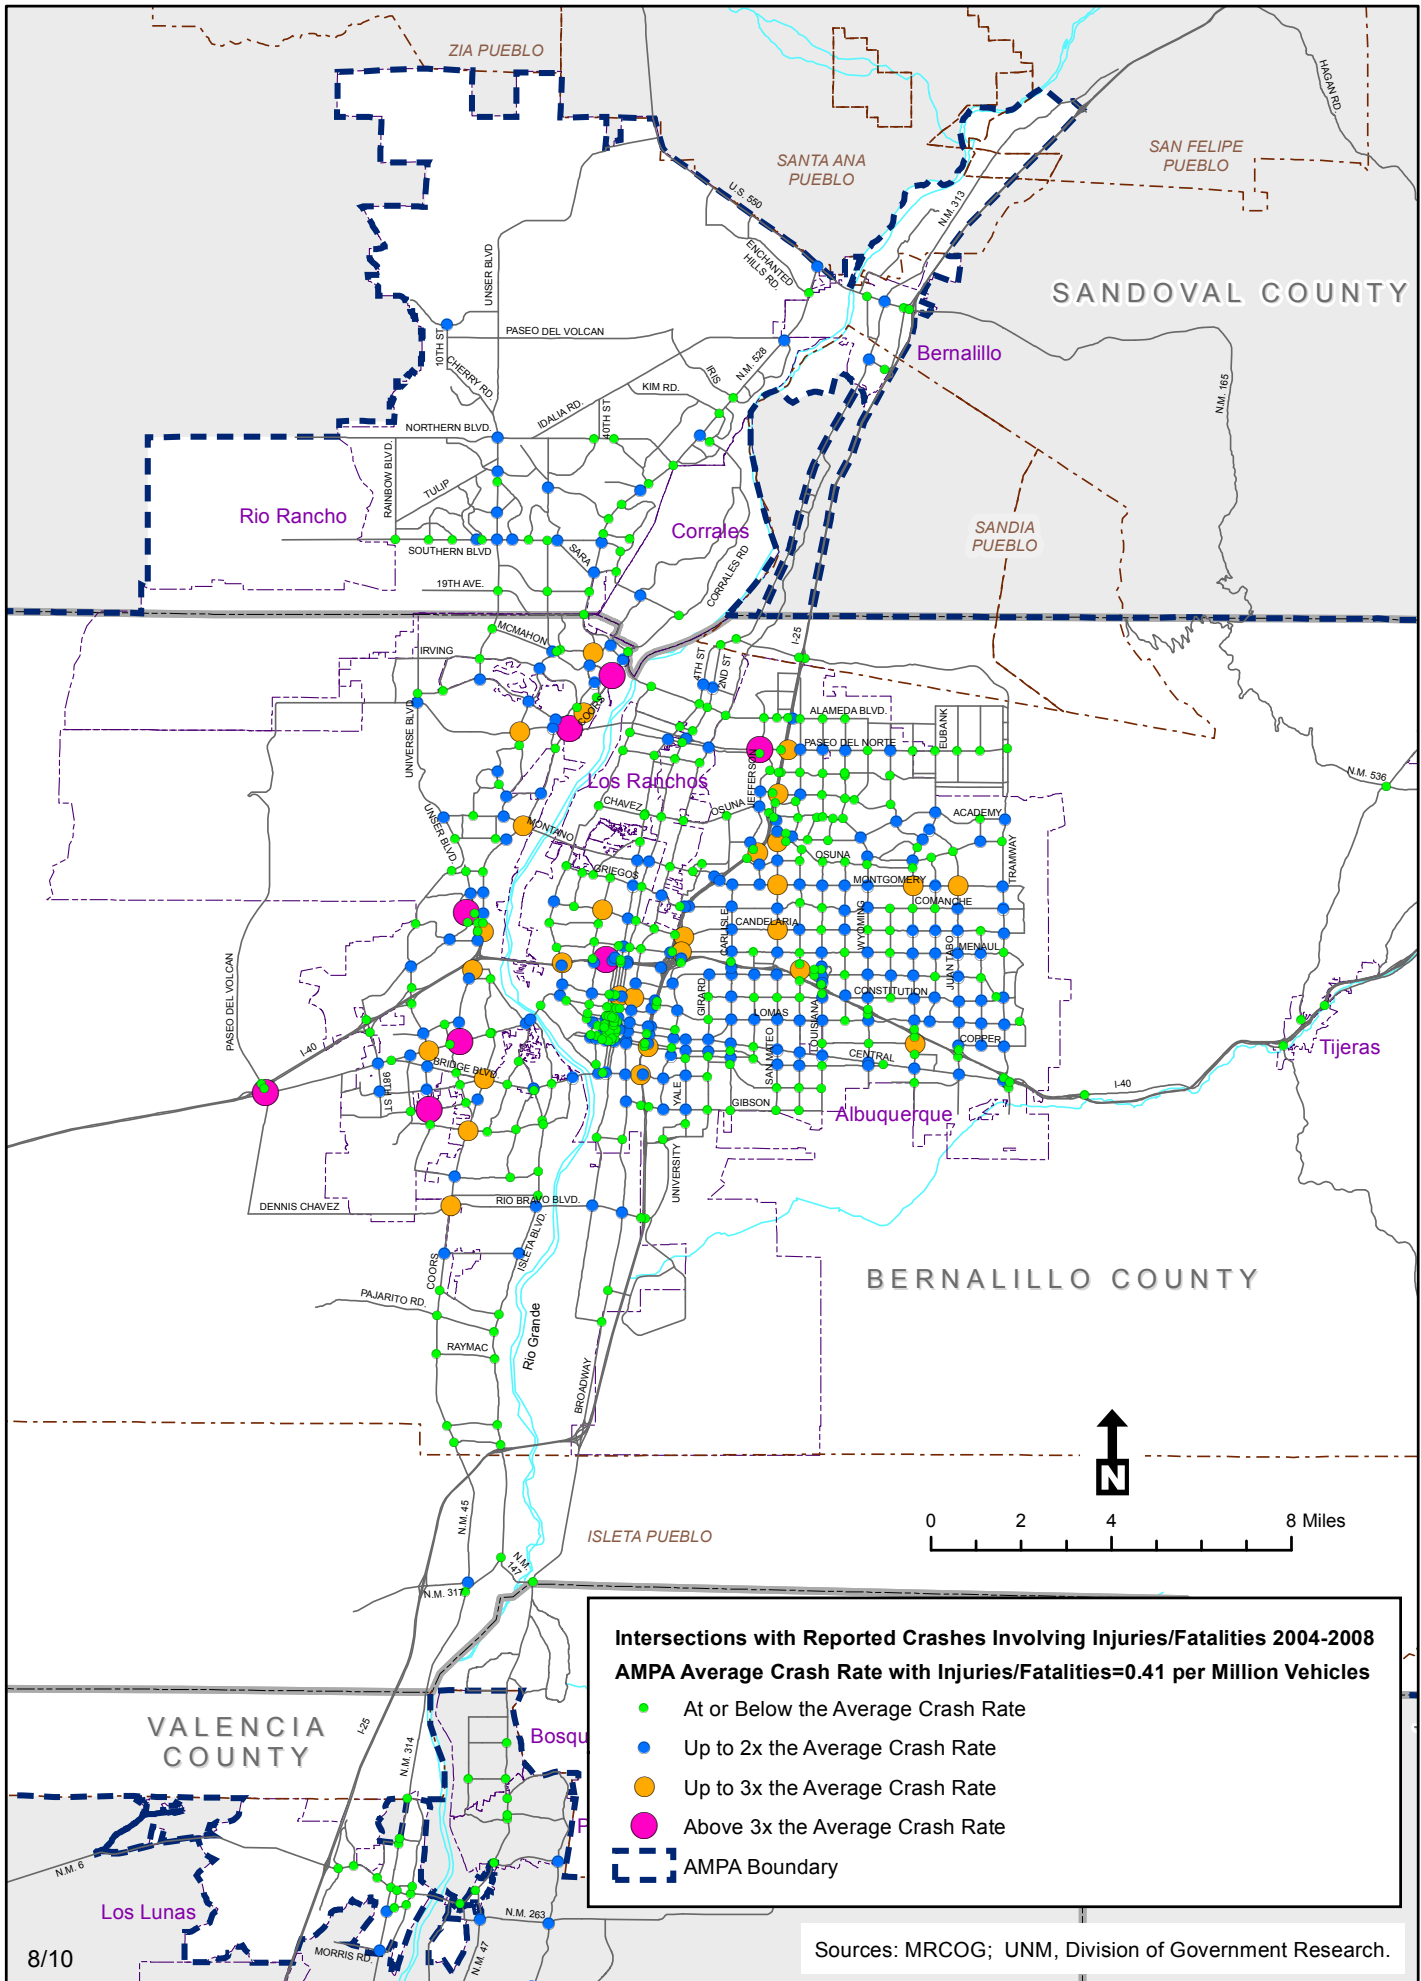 ZIA PUEBLO
HAGAN RD.
SANTA ANA
PUEBLO
SAN FELIPE
PUEBLO
U.S. 550
N.M. 313
ENCHANTED
HILLS RD.
UNSER BLVD
SANDOVAL COUNTY
PASEO DEL VOLCAN
10TH ST
Bernalillo
CHERRY RD.
IRIS
N.M. 528
KIM RD.
N.M. 165
IDALIA RD.
40TH ST
NORTHERN BLVD.
RAINBOW BLVD.
TULIP
Rio Rancho
Corrales
SANDIA
PUEBLO
SOUTHERN BLVD
SARA
19TH AVE.
CORRALES RD
MCMAHON
I-25
IRVING
4TH ST
2ND ST
UNIVERSE BLVD
COORS
ALAMEDA BLVD.
EUBANK
PASEO DEL NORTE
JEFFERSON
N.M. 536
Los Ranchos
CHAVEZ
OSUNA
ACADEMY
UNSER BLVD.
MONTANO
OSUNA
TRAMWAY
GRIEGOS
MONTGOMERY
COMANCHE
CANDELARIA
CARLISLE
WYOMING
MENAUL
JUAN TABO
PASEO DEL VOLCAN
GIRARD
CONSTITUTION
LOMAS
LOUISIANA
COPPER
I-40
SAN MATEO
CENTRAL
Tijeras
BRIDGE BLVD.
98TH ST
YALE
GIBSON
I-40
Albuquerque
UNIVERSITY
DENNIS CHAVEZ
RIO BRAVO BLVD.
ISLETA BLVD.
COORS
BERNALILLO COUNTY
PAJARITO RD.
Rio Grande
RAYMAC
BROADWAY
N
N.M. 45
0 2 4 8 Miles
ISLETA PUEBLO
N.M.
147
N.M. 317
Intersections with Reported Crashes Involving Injuries/Fatalities 2004-2008
AMPA Average Crash Rate with Injuries/Fatalities=0.41 per Million Vehicles
At or Below the Average Crash Rate
Up to 2x the Average Crash Rate
Up to 3x the Average Crash Rate
Above 3x the Average Crash Rate
AMPA Boundary
VALENCIA
COUNTY
I-25
N.M. 314
Bosqu
P
N.M. 6
Los Lunas
N.M. 263
N.M. 47
MORRIS RD.
8/10
Sources: MRCOG; UNM, Division of Government Research.